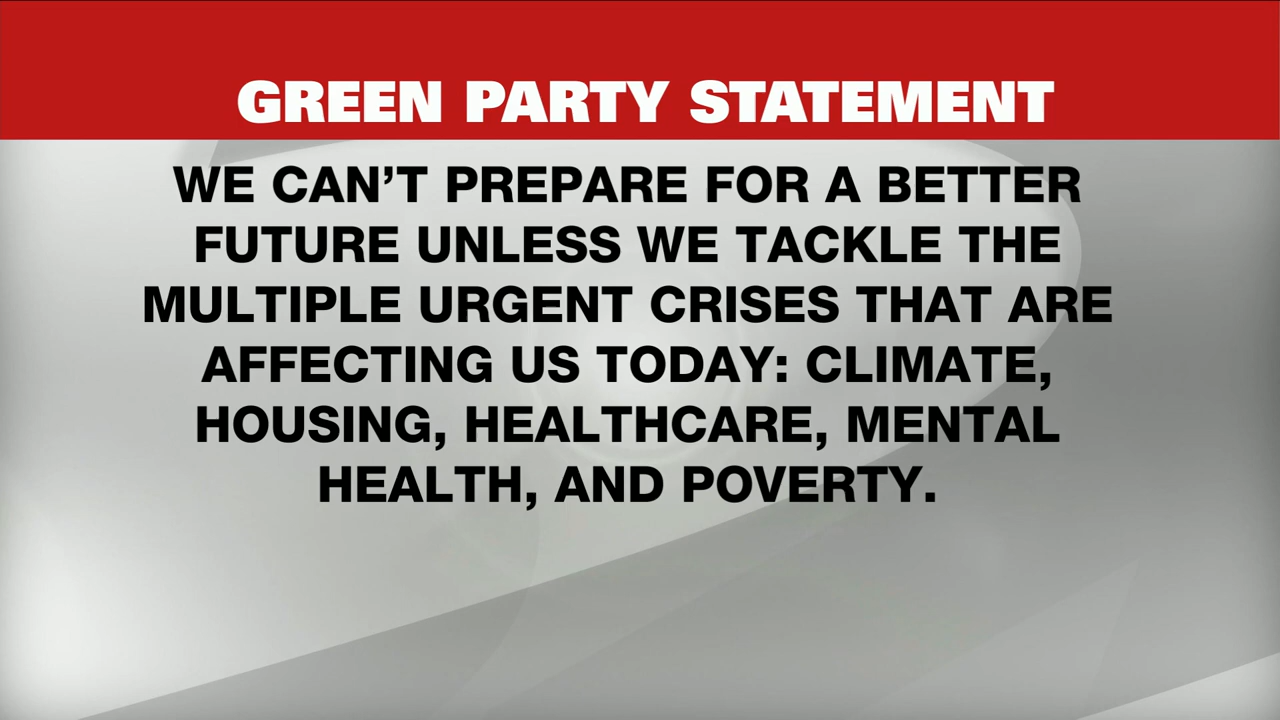 GREEN PARTY STATEMENT
WE CAN’T PREPARE FOR A BETTER
FUTURE UNLESS WE TACKLE THE
MULTIPLE URGENT CRISES THAT ARE
AFFECTING US TODAY: CLIMATE,
HOUSING, HEALTHCARE, MENTAL
HEALTH, AND POVERTY.